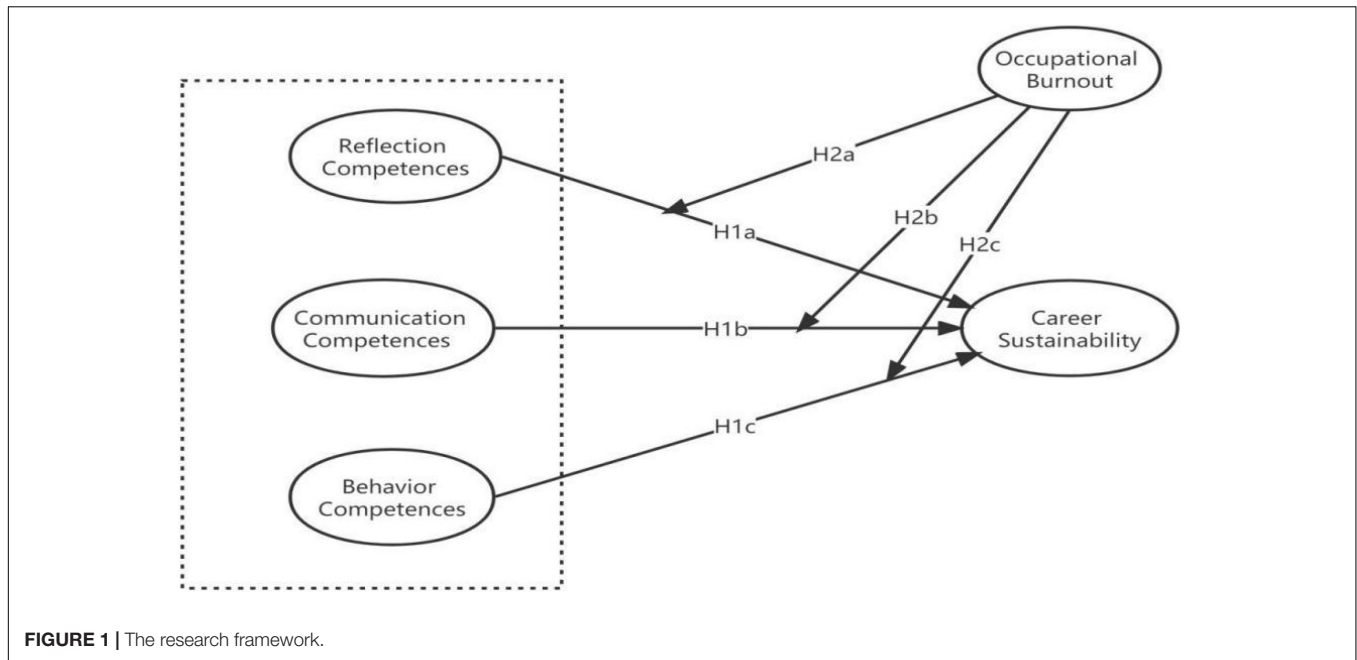 Occupational
Burnout
Reflection
Competences
H2a
H2b
H1a
H2c
Communication
Competences
H1b
Career
Sustainability
H1c
Behavior
Competences
FIGURE 1 | The research framework.